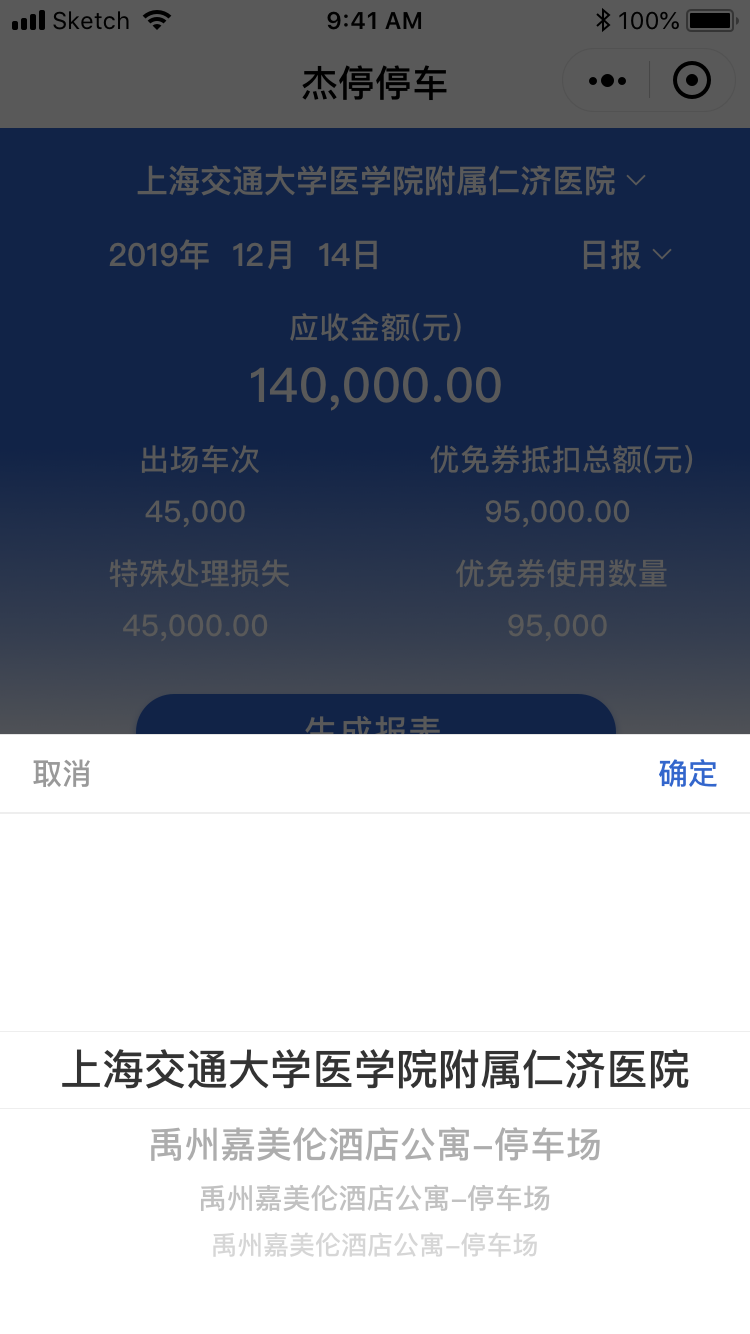 Sketch 9:41 AM 100%
杰停停车
上海交通大学医学院附属仁济医院
2019年 12月 14日 日报
应收金额(元)
140,000.00
出场车次 优免券抵扣总额(元)
45,000 95,000.00
特殊处理损失 优免券使用数量
45,000.00 95,000
生成报表
取消 确定
上海交通大学医学院附属仁济医院
禹州嘉美伦酒店公寓–停车场
禹州嘉美伦酒店公寓–停车场
禹州嘉美伦酒店公寓–停车场